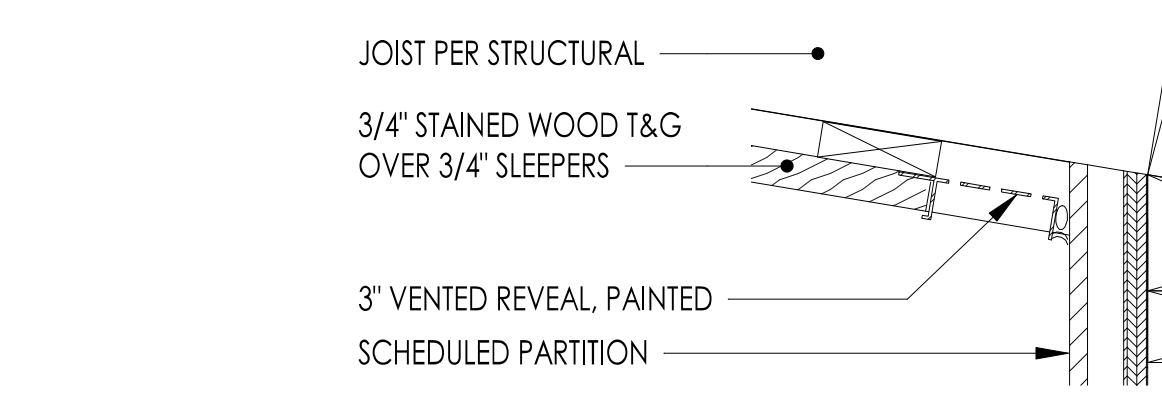 JOIST PER STRUCTURAL
3/4" STAINED WOOD T&G
OVER 3/4" SLEEPERS
3" VENTED REVEAL, PAINTED
SCHEDULED PARTITION